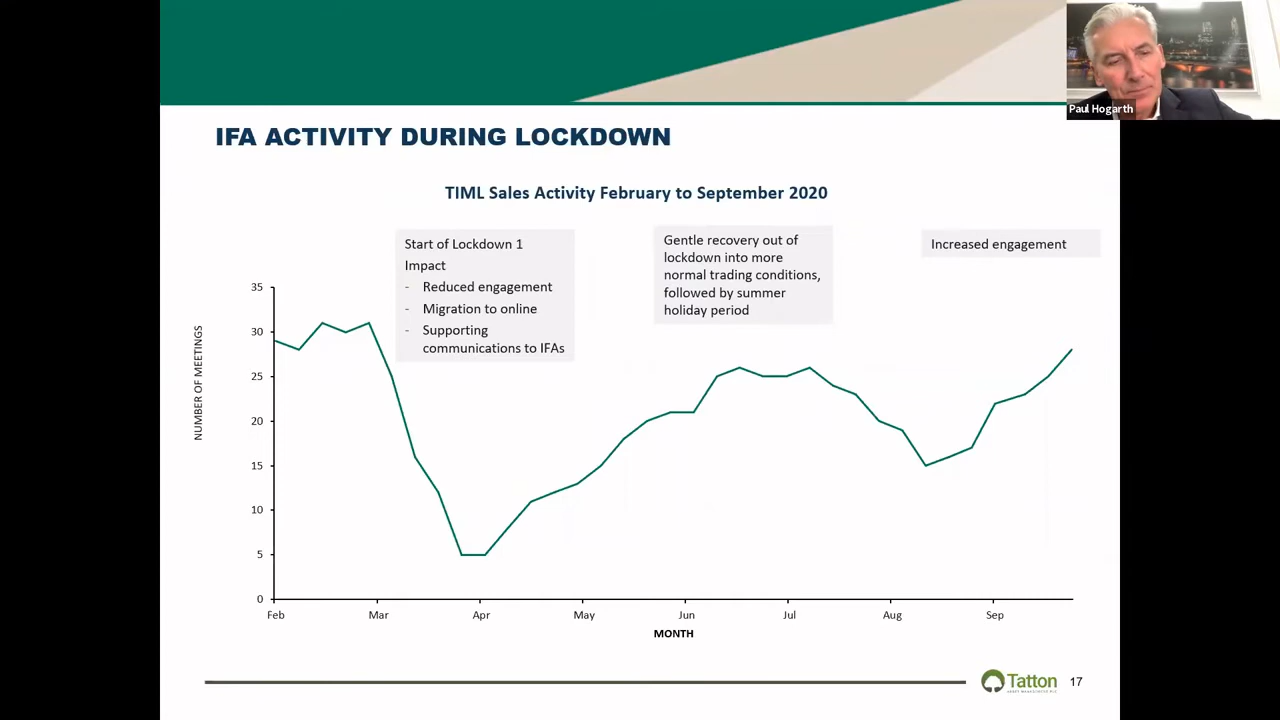 Paul Hogarth
IFA ACTIVITY DURING LOCKDOWN
TIML Sales Activity February to September 2020
Start of Lockdown 1
Impact
- Reduced engagement
- Migration to online
- Supporting
communications to IFAs
Gentle recovery out of
lockdown into more
normal trading conditions,
followed by summer
holiday period
Increased engagement
NUMBER OF MEETINGS
35
30
25
20
15
10
5
0
Feb Mar Apr May Jun Jul Aug Sep
MONTH
Tatton
ASSET MANAGEMENT PLC
17